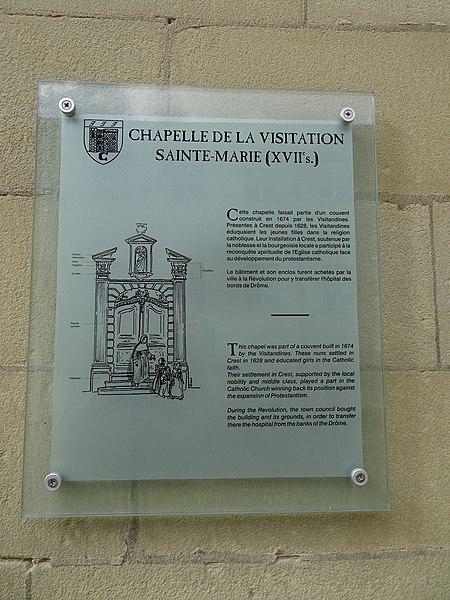 CHAPELLE DE LA VISITATION
SAINTE-MARIE (XVIIᵉs.)
Cette chapelle faisait partie d'un couvent
construit en 1674 par les Visitandines.
Présentes à Crest depuis 1628, les Visitandines
éduquaient les jeunes filles dans la religion
catholique. Leur installation à Crest, soutenue par
la noblesse et la bourgeoisie locale a participé à la
reconquête spirituelle de l'Eglise catholique face
au développement du protestantisme.
Le bâtiment et son enclos furent achetés par la
ville à la Révolution pour y transférer l'hôpital des
bords de Drôme.
This chapel was part of a couvent built in 1674
by the Visitandines. These nuns settled in
Crest in 1628 and educated girls in the Catholic
faith.
Their settlement in Crest, supported by the local
nobility and middle class, played a part in the
Catholic Church winning back its position against
the expansion of Protestantism.
During the Revolution, the town council bought
the building and its grounds, in order to transfer
there the hospital from the banks of the Drôme.